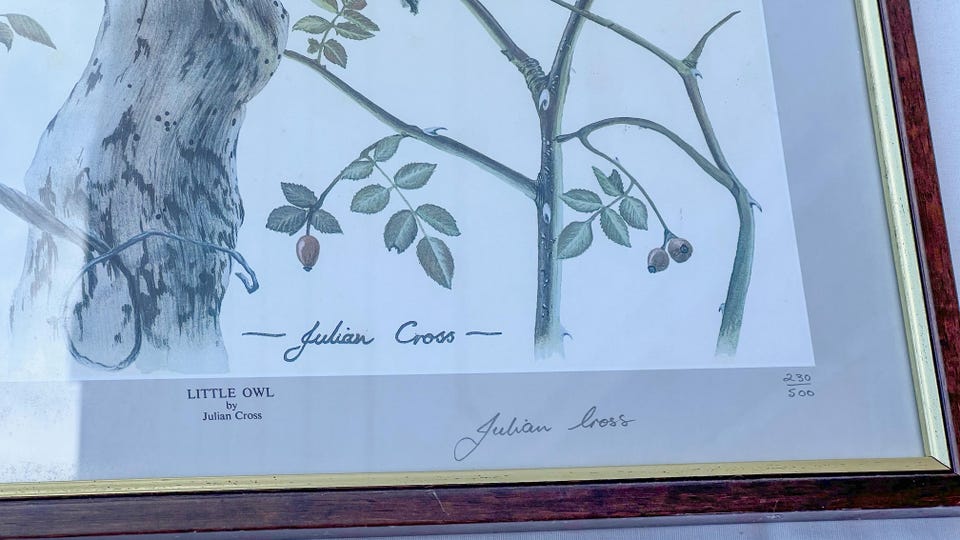 — Julian Cross —
LITTLE OWL
by
Julian Cross
Julian Cross
230
500